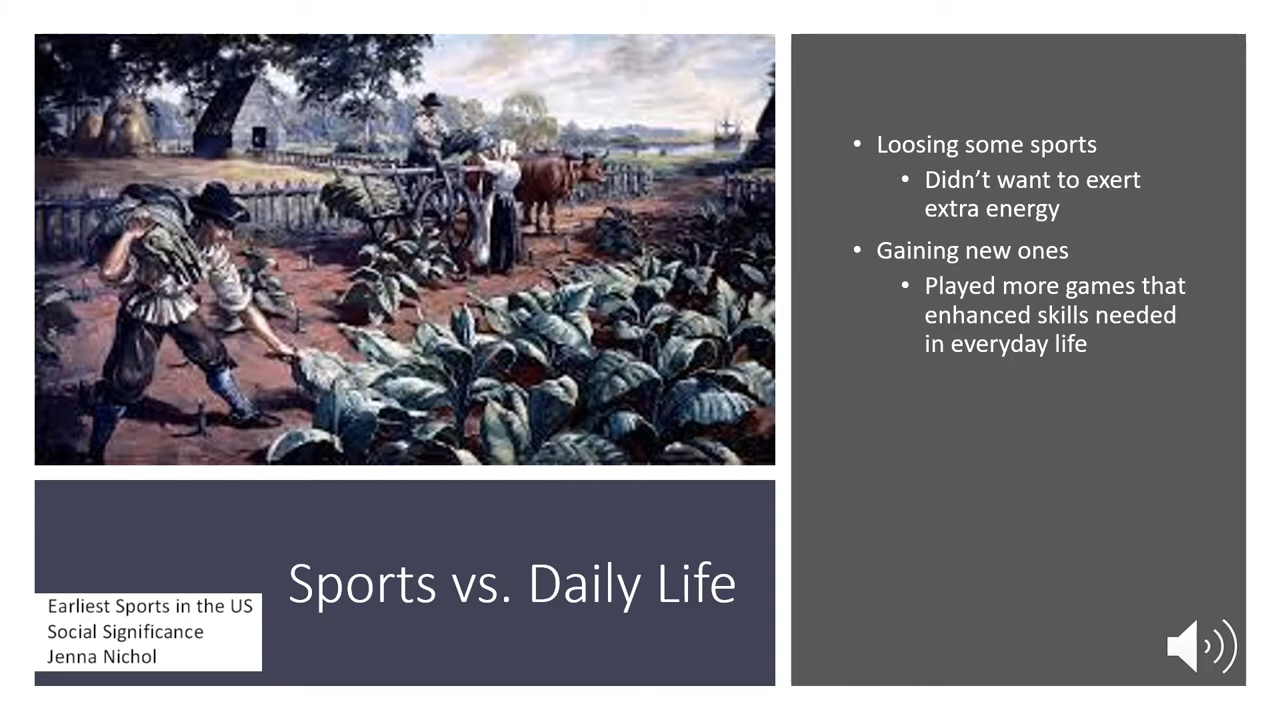 • Loosing some sports
• Didn’t want to exert
extra energy
• Gaining new ones
• Played more games that
enhanced skills needed
in everyday life
Sports vs. Daily Life
Earliest Sports in the US
Social Significance
Jenna Nichol